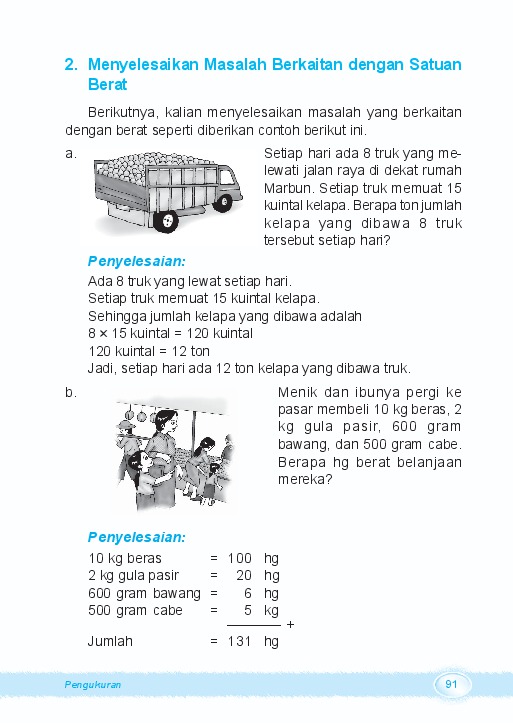 2. Menyelesaikan Masalah Berkaitan dengan Satuan
Berat
Berikutnya, kalian menyelesaikan masalah yang berkaitan
dengan berat seperti diberikan contoh berikut ini.
a. Setiap hari ada 8 truk yang me-
lewati jalan raya di dekat rumah
Marbun. Setiap truk memuat 15
kuintal kelapa. Berapa ton jumlah
kelapa yang dibawa 8 truk
tersebut setiap hari?
Penyelesaian:
Ada 8 truk yang lewat setiap hari.
Setiap truk memuat 15 kuintal kelapa.
Sehingga jumlah kelapa yang dibawa adalah
8 × 15 kuintal = 120 kuintal
120 kuintal = 12 ton
Jadi, setiap hari ada 12 ton kelapa yang dibawa truk.
b. Menik dan ibunya pergi ke
pasar membeli 10 kg beras, 2
kg gula pasir, 600 gram
bawang, dan 500 gram cabe.
Berapa hg berat belanjaan
mereka?
Penyelesaian:
10 kg beras = 100 hg
2 kg gula pasir = 20 hg
600 gram bawang = 6 hg
500 gram cabe = 5 kg
+
Jumlah = 131 hg
Pengukuran 91